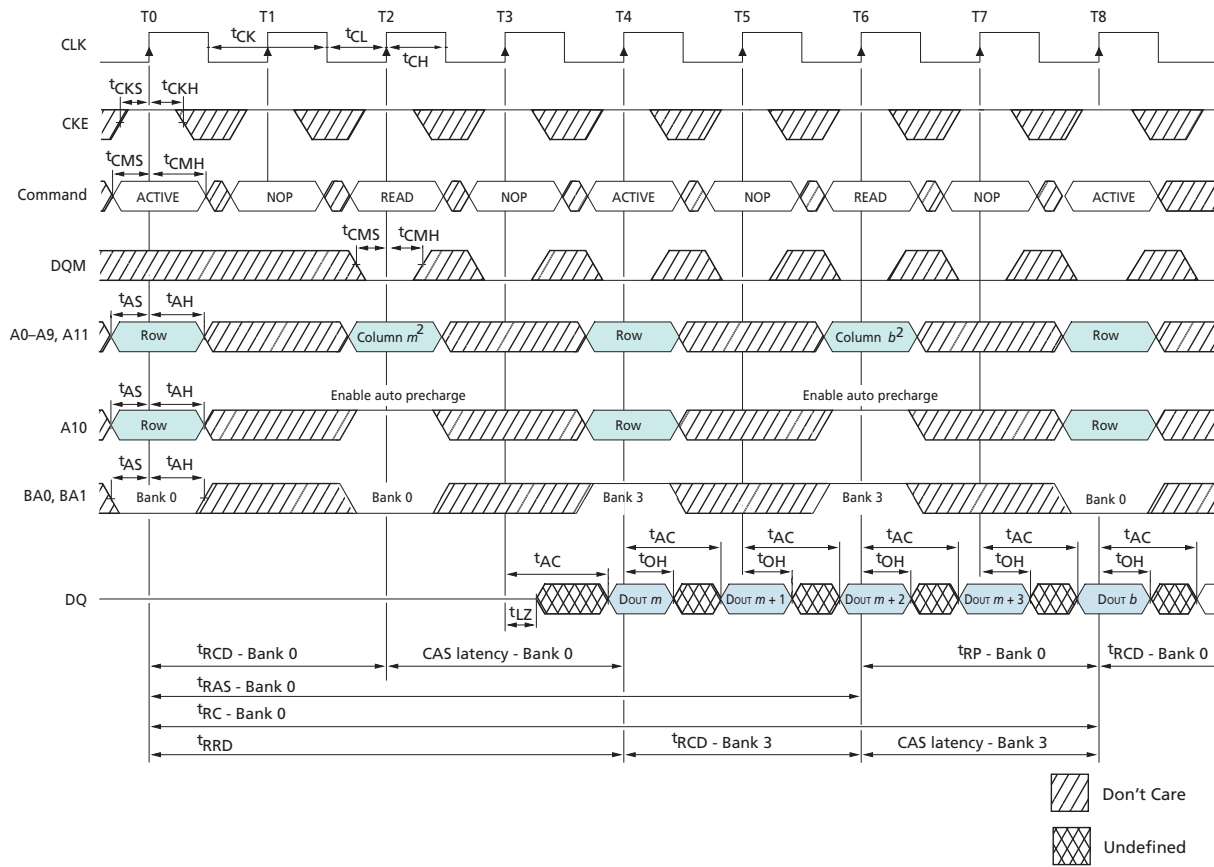 T0 T1 T2 T3 T4 T5 T6 T7 T8
CLK
tCK tCL
tCH
tCKS tCKH
CKE
tCMS tCMH
Command ACTIVE NOP READ NOP ACTIVE NOP READ NOP ACTIVE
tCMS tCMH
DQM
tAS tAH
A0–A9, A11 Row Column m2 Row Column b2 Row
tAS tAH Enable auto precharge Enable auto precharge
A10 Row Row Row
tAS tAH
BA0, BA1 Bank 0 Bank 0 Bank 3 Bank 3 Bank 0
tAC tAC tAC tAC tAC
tAC tOH tOH tOH tOH tOH
DQ DOUT m DOUT m + 1 DOUT m + 2 DOUT m + 3 DOUT b
tLZ
tRCD - Bank 0 CAS latency - Bank 0 tRP - Bank 0 tRCD - Bank 0
tRAS - Bank 0
tRC - Bank 0
tRRD tRCD - Bank 3 CAS latency - Bank 3
Don't Care
Undefined